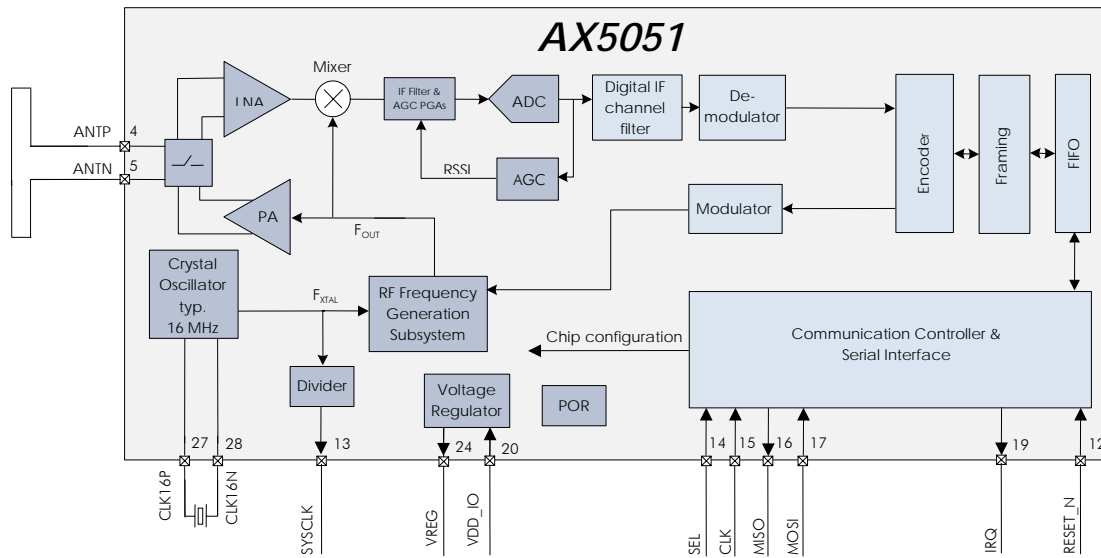 AX5051
Mixer
LNA
IF Filter &
AGC PGAs
ADC
Digital IF
channel
filter
De-
modulator
Encoder
Framing
FIFO
ANTP
4
ANTN
5
RSSI
AGC
PA
Modulator
FOUT
Crystal
Oscillator
typ.
16 MHz
FXTAL
RF Frequency
Generation
Subsystem
Chip configuration
Communication Controller &
Serial Interface
Divider
Voltage
Regulator
POR
27
28
13
24
20
14
15
16
17
19
12
CLK16P
CLK16N
SYSCLK
VREG
VDD_IO
SEL
CLK
MISO
MOSI
IRQ
RESET_N